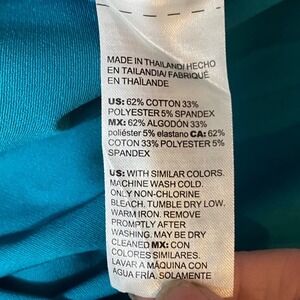 MADE IN THAILAND/ HECHO
EN TAILANDIA/ FABRIQUÉ
EN THAÏLANDE
US: 62% COTTON 33%
POLYESTER 5% SPANDEX
MX: 62% ALGODÓN 33%
poliéster 5% elastano CA: 62%
COTON 33% POLYESTER 5%
SPANDEX
US: WITH SIMILAR COLORS.
MACHINE WASH COLD.
ONLY NON-CHLORINE
BLEACH. TUMBLE DRY LOW.
WARM IRON. REMOVE
PROMPTLY AFTER
WASHING. MAY BE DRY
CLEANED MX: CON
COLORES SIMILARES.
LAVAR A MÁQUINA CON
AGUA FRÍA. SOLAMENTE